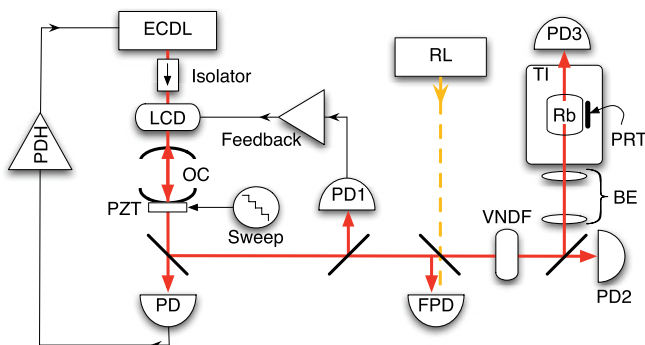 ECDL
RL
PD3
TI
Isolator
LCD
Feedback
Rb
PRT
PDH
OC
PD1
BE
PZT
Sweep
VNDF
PD
FPD
PD2